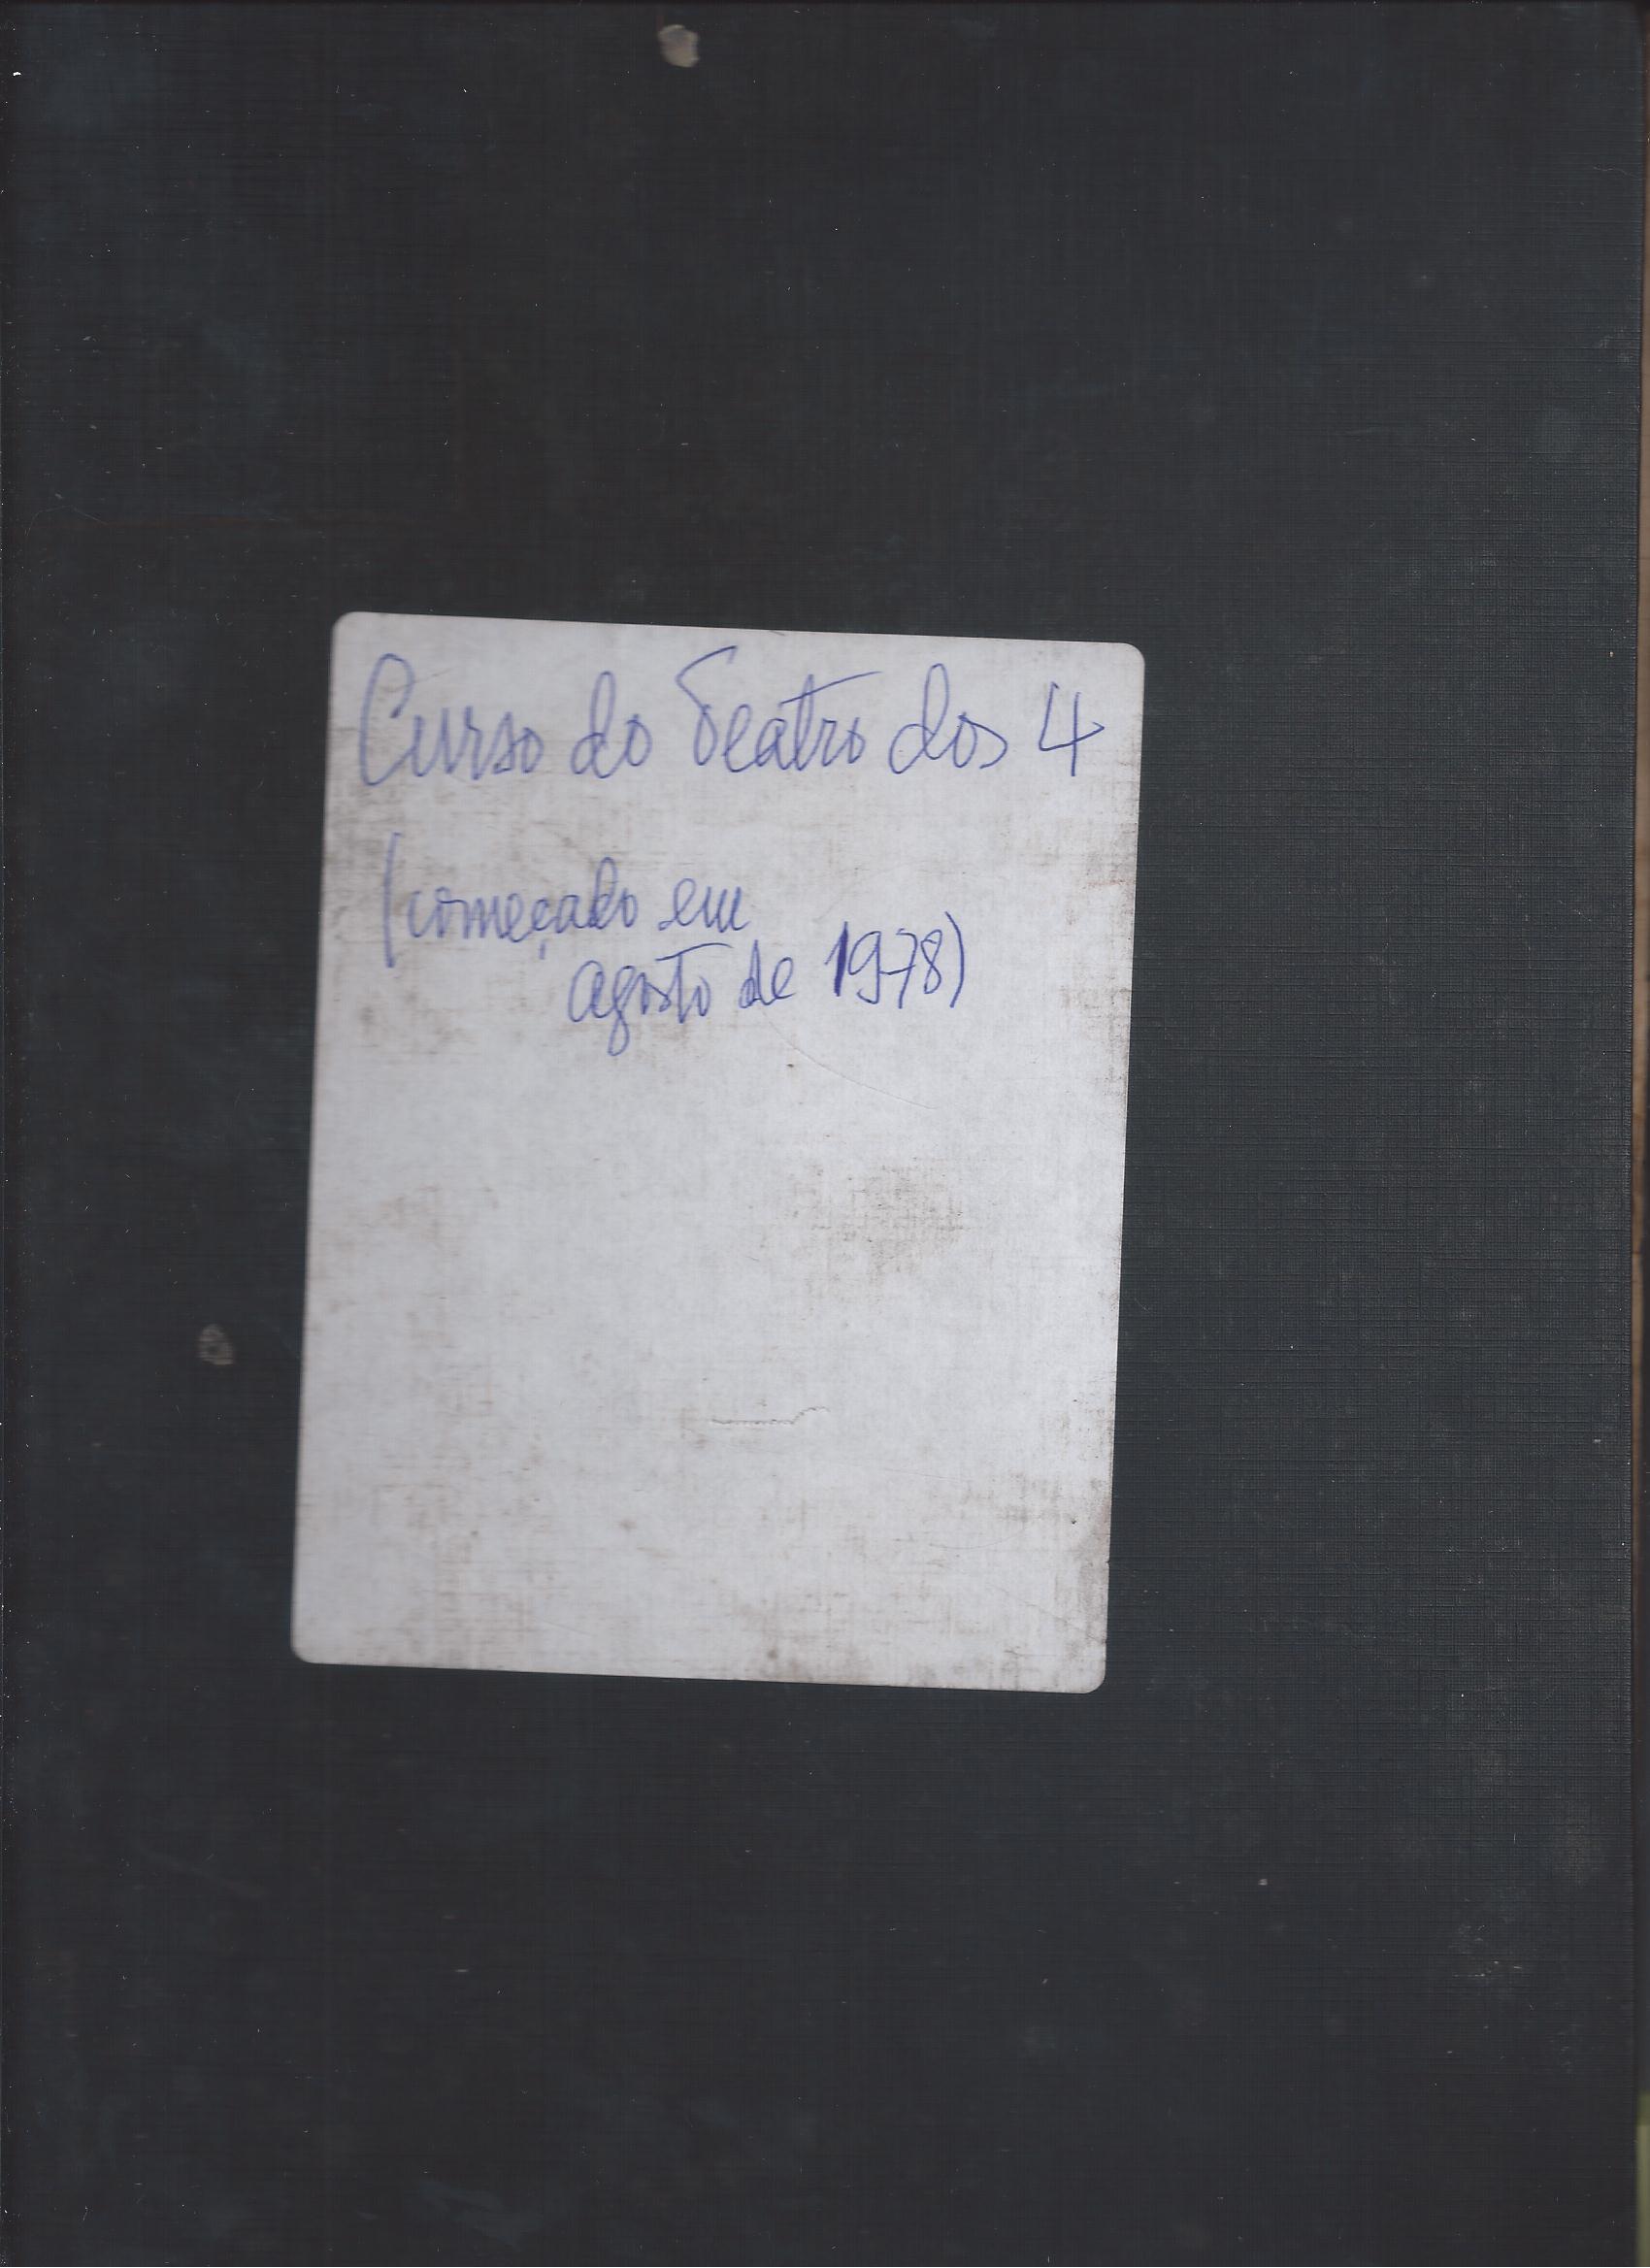 Curso do Teatro dos 4
(começado em
agosto de 1978)